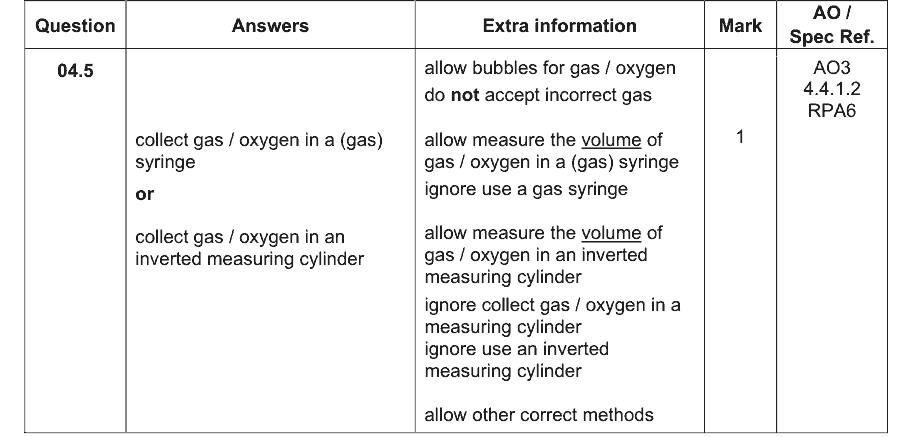 Question
Answers
Extra information
Mark
AO /
Spec Ref.
04.5
allow bubbles for gas / oxygen
do not accept incorrect gas
AO3
4.4.1.2
RPA6
collect gas / oxygen in a (gas)
syringe
allow measure the volume of
gas / oxygen in a (gas) syringe
1
or
ignore use a gas syringe
collect gas / oxygen in an
inverted measuring cylinder
allow measure the volume of
gas / oxygen in an inverted
measuring cylinder
ignore collect gas / oxygen in a
measuring cylinder
ignore use an inverted
measuring cylinder
allow other correct methods